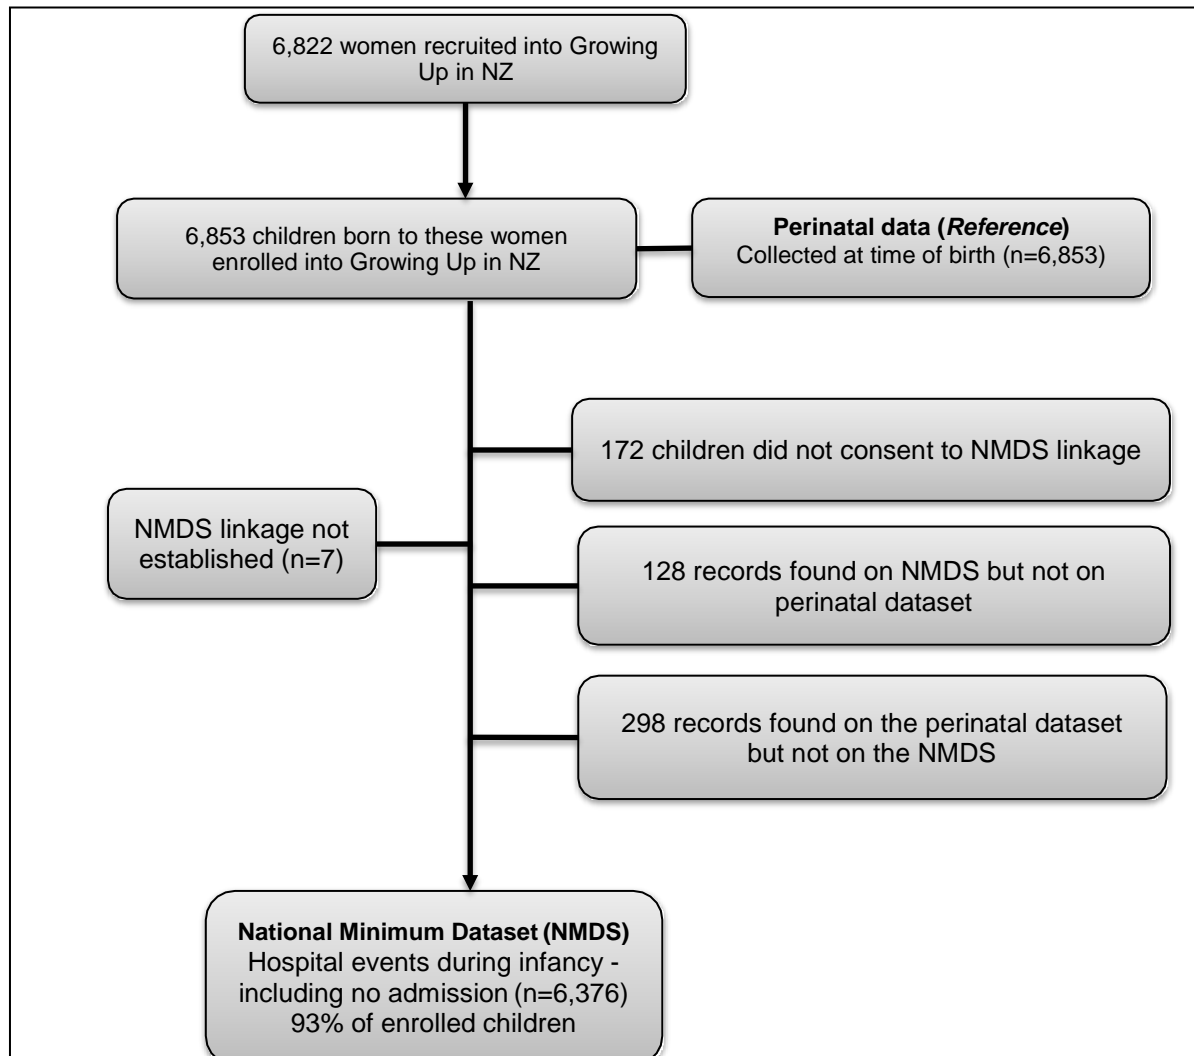 6,822 women recruited into Growing
Up in NZ
6,853 children born to these women
enrolled into Growing Up in NZ
Perinatal data (Reference)
Collected at time of birth (n=6,853)
172 children did not consent to NMDS linkage
NMDS linkage not
established (n=7)
128 records found on NMDS but not on
perinatal dataset
298 records found on the perinatal dataset
but not on the NMDS
National Minimum Dataset (NMDS)
Hospital events during infancy -
including no admission (n=6,376)
93% of enrolled children